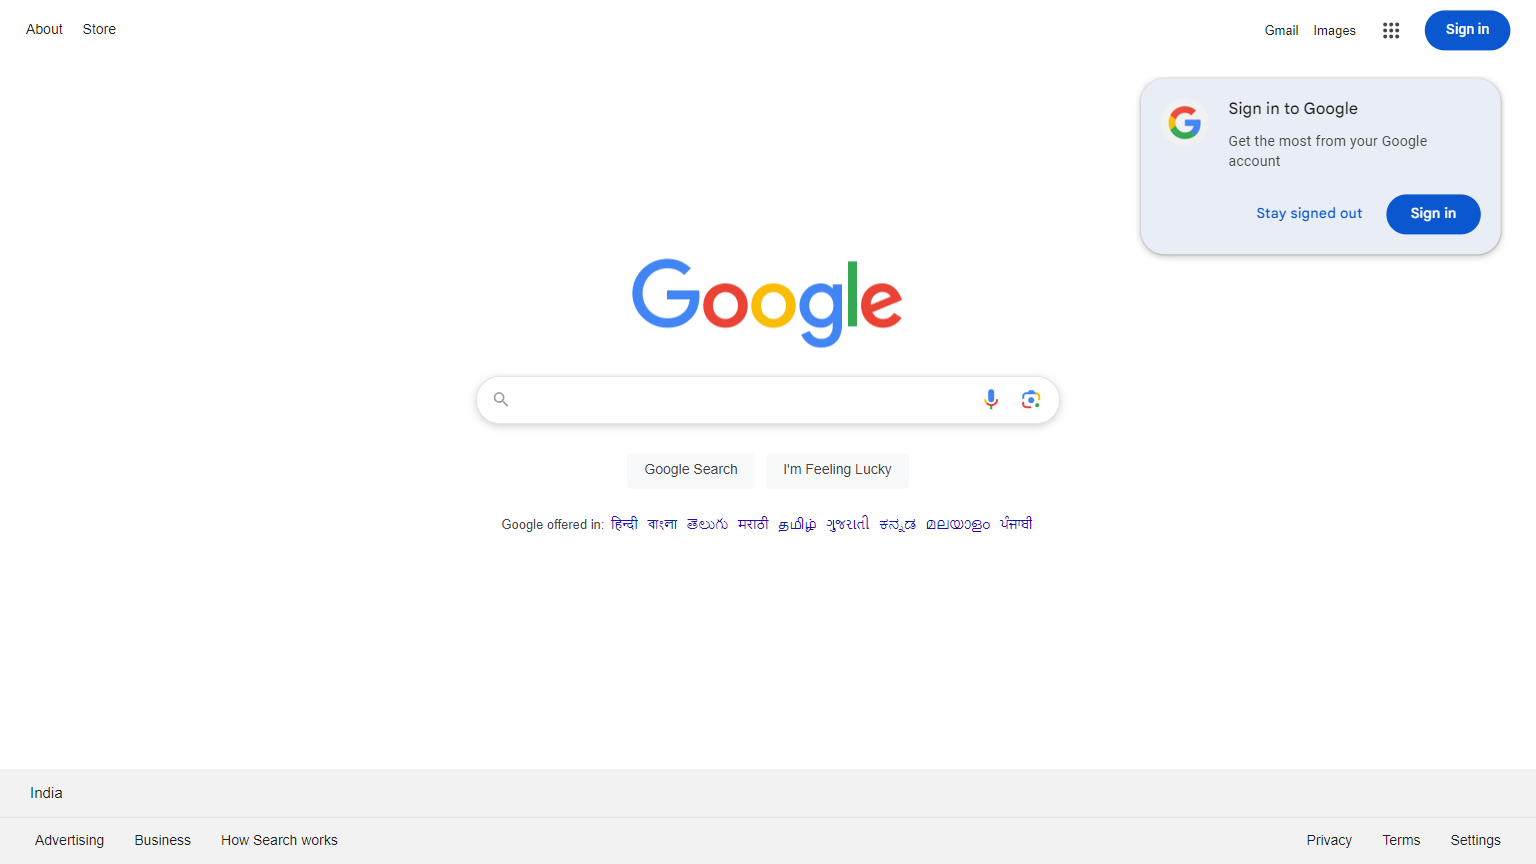 About Store
Gmail Images Sign in
Sign in to Google
Get the most from your Google
account
Stay signed out Sign in
Google
Google Search I'm Feeling Lucky
Google offered in: हिन्दी বাংলা తెలుగు मराठी தமிழ் ગુજરાતી ಕನ್ನಡ മലയാളം ਪੰਜਾਬੀ
India
Advertising Business How Search works
Privacy Terms Settings